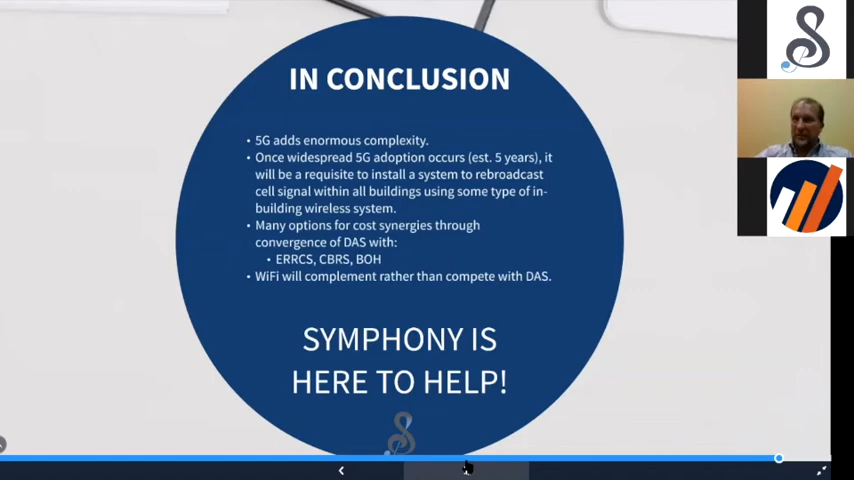 IN CONCLUSION
• 5G adds enormous complexity.
• Once widespread 5G adoption occurs (est. 5 years), it
will be a requisite to install a system to rebroadcast
cell signal within all buildings using some type of in-
building wireless system.
• Many options for cost synergies through
convergence of DAS with:
• ERRCS, CBRS, BOH
• WiFi will complement rather than compete with DAS.
SYMPHONY IS
HERE TO HELP!